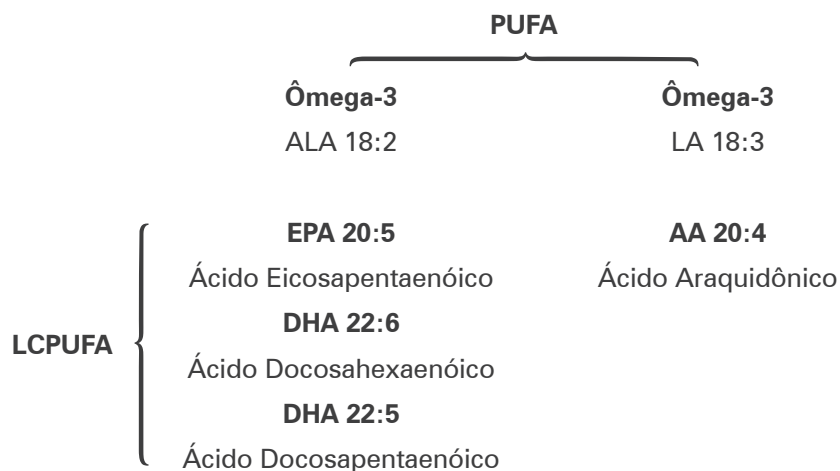 PUFA
Ômega-3 Ômega-3
ALA 18:2 LA 18:3
EPA 20:5 AA 20:4
Ácido Eicosapentaenóico Ácido Araquidônico
DHA 22:6
LCPUFA
Ácido Docosahexaenóico
DHA 22:5
Ácido Docosapentaenóico